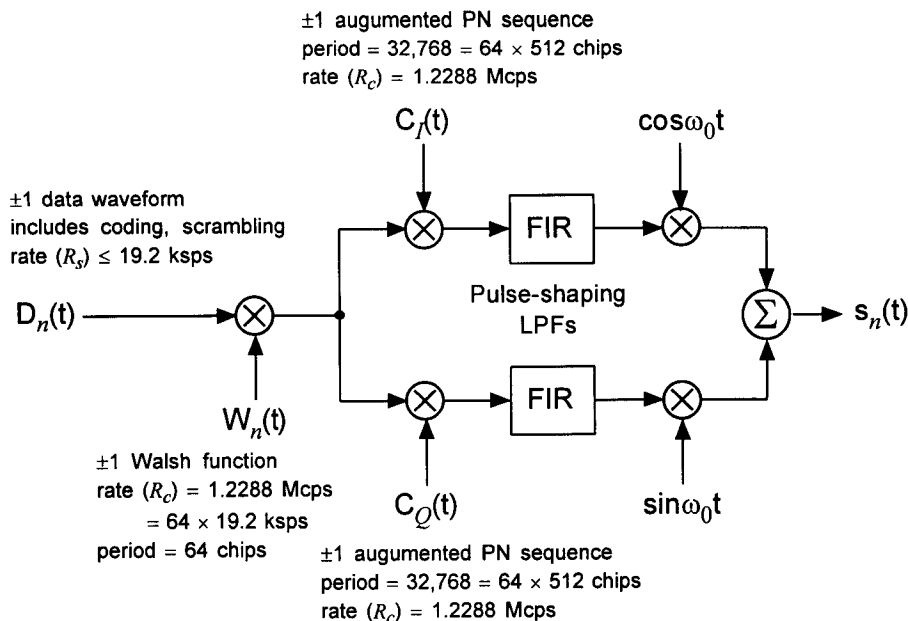 ±1 augumented PN sequence
period = 32,768 = 64 × 512 chips
rate (R_c) = 1.2288 Mcps
C_I(t)
cosω₀t
±1 data waveform
includes coding, scrambling
rate (R_s) ≤ 19.2 ksps
FIR
D_n(t)
Pulse-shaping
LPFs
Σ
s_n(t)
FIR
W_n(t)
±1 Walsh function
rate (R_c) = 1.2288 Mcps
= 64 × 19.2 ksps
period = 64 chips
C_Q(t)
sinω₀t
±1 augumented PN sequence
period = 32,768 = 64 × 512 chips
rate (R_c) = 1.2288 Mcps